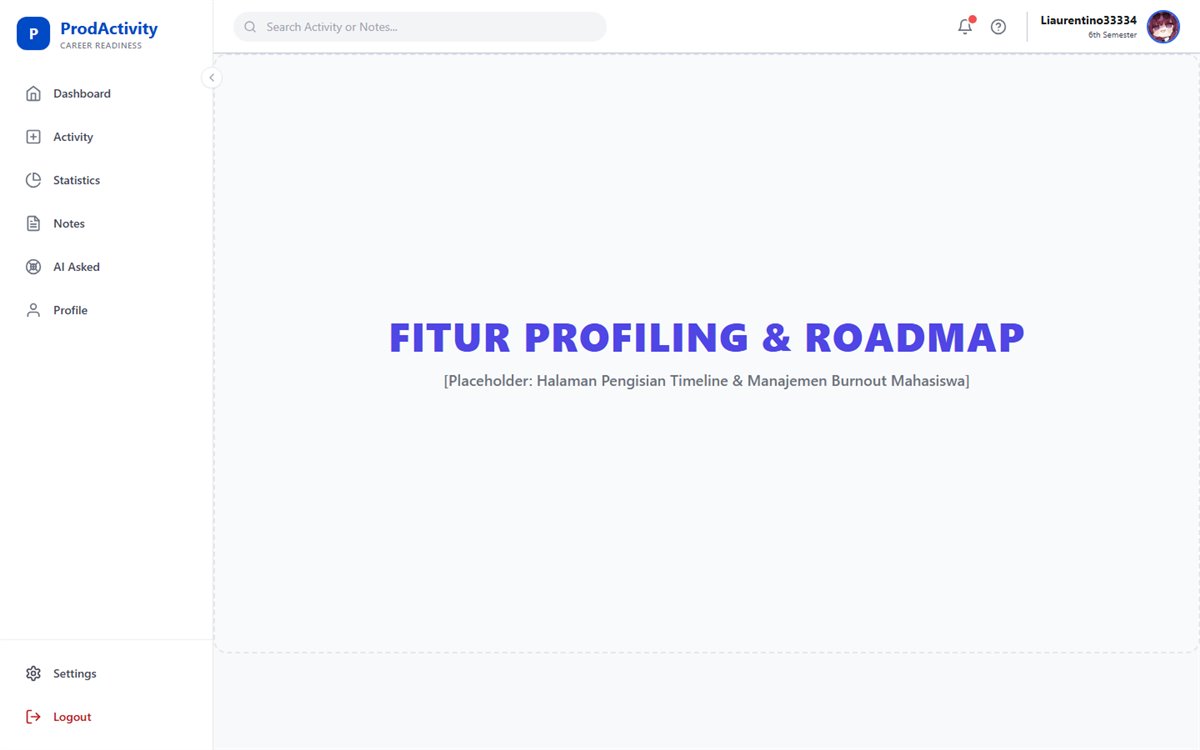 P
ProdActivity
CAREER READINESS
Search Activity or Notes...
Liaurentino33334
6th Semester
Dashboard
Activity
Statistics
Notes
AI Asked
Profile
FITUR PROFILING & ROADMAP
[Placeholder: Halaman Pengisian Timeline & Manajemen Burnout Mahasiswa]
Settings
Logout